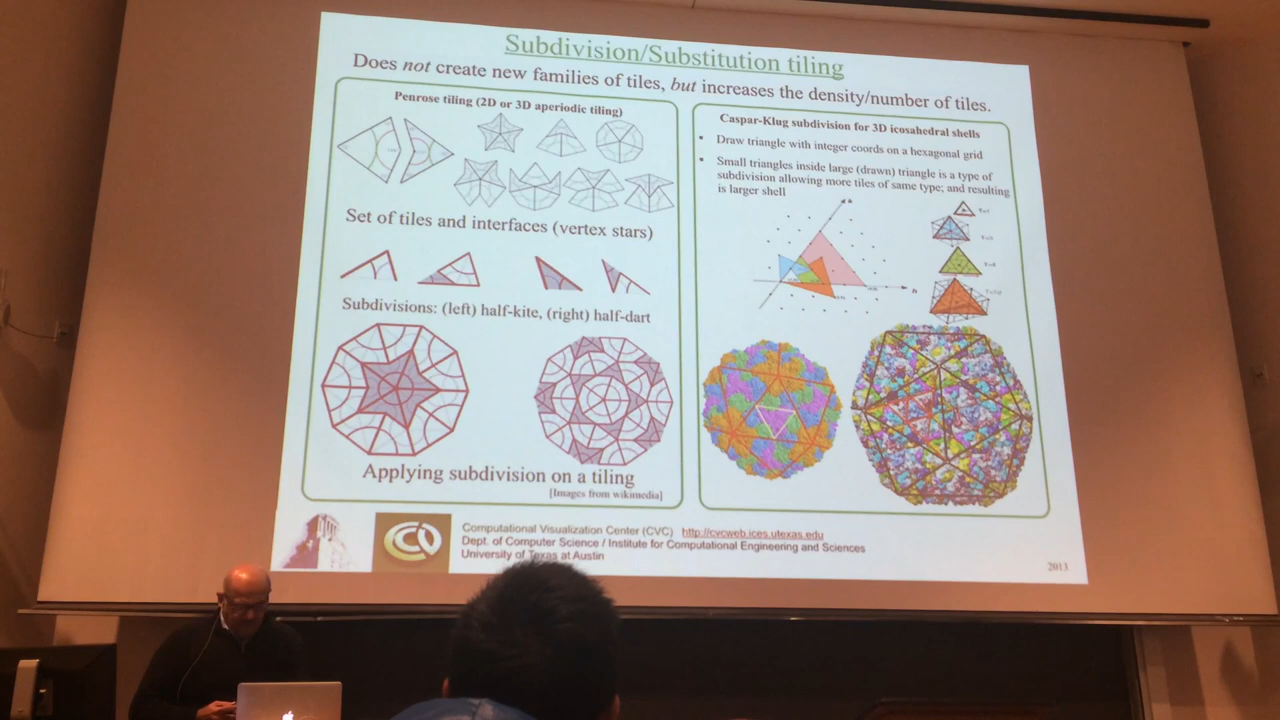 Subdivision/Substitution tiling
Does not create new families of tiles, but increases the density/number of tiles.
Penrose tiling (2D or 3D aperiodic tiling)
Set of tiles and interfaces (vertex stars)
Subdivisions: (left) half-kite, (right) half-dart
Applying subdivision on a tiling
[Images from wikimedia]
Caspar-Klug subdivision for 3D icosahedral shells
Draw triangle with integer coords on a hexagonal grid
Small triangles inside large (drawn) triangle is a type of
subdivision allowing more tiles of same type; and resulting
is larger shell
Computational Visualization Center (CVC) http://cvcweb.ices.utexas.edu
Dept. of Computer Science / Institute for Computational Engineering and Sciences
University of Texas at Austin
2013